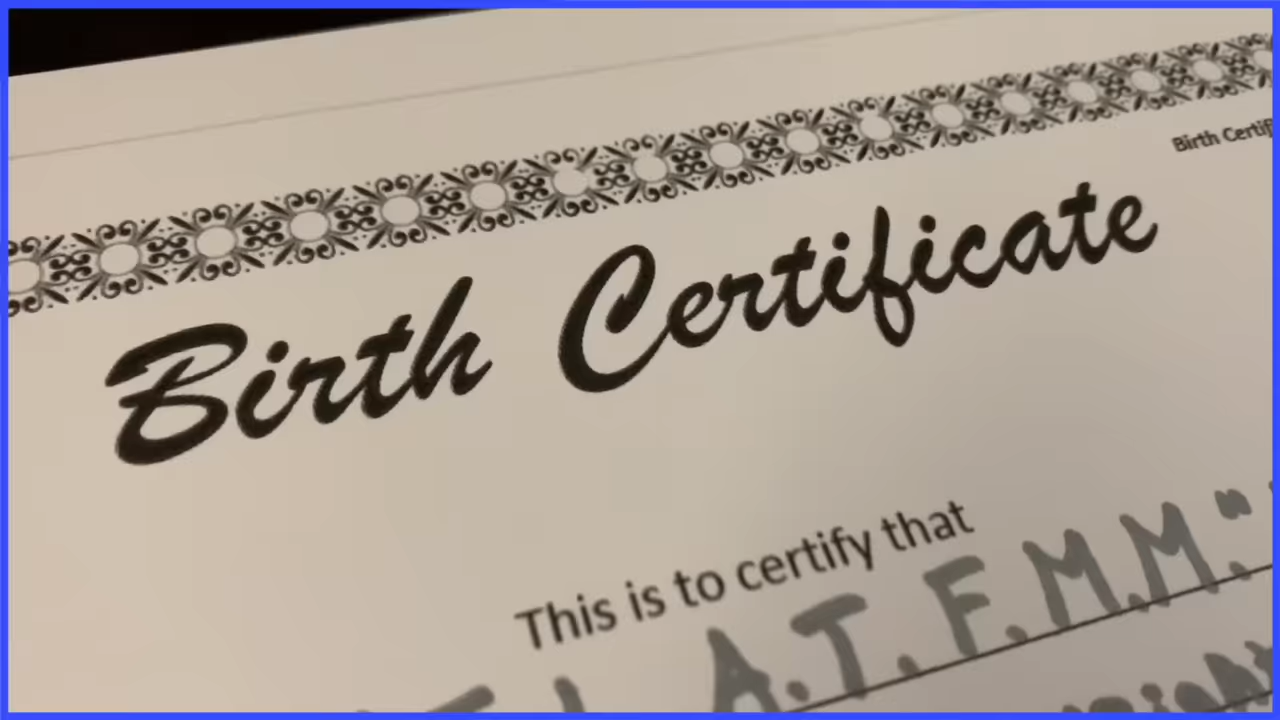 Birth Certif
Birth Certificate
This is to certify that
A.T. F.M.M."